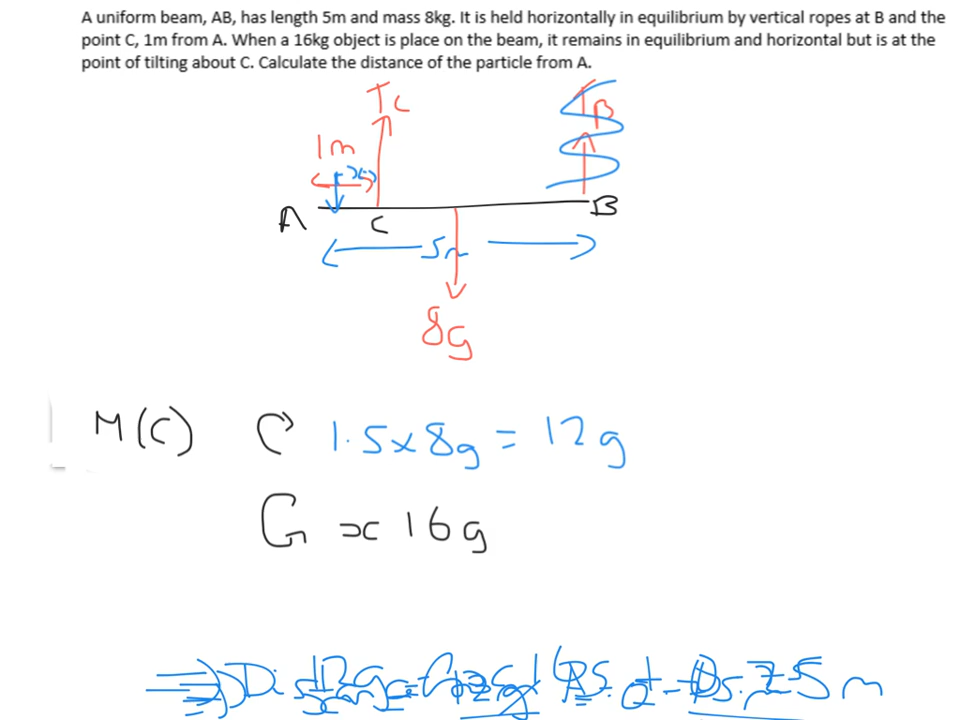 A uniform beam, AB, has length 5m and mass 8kg. It is held horizontally in equilibrium by vertical ropes at B and the
point C, 1m from A. When a 16kg object is place on the beam, it remains in equilibrium and horizontal but is at the
point of tilting about C. Calculate the distance of the particle from A.
Tc
TB
1m
x
A
C
B
5m
8g
M(C) 1.5x8g = 12g
x 16g